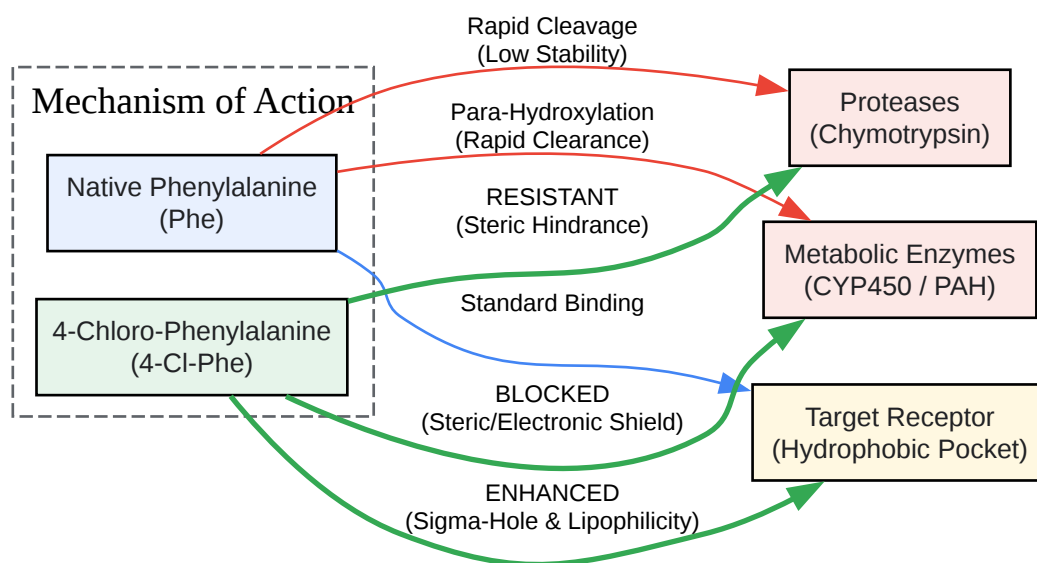 Rapid Cleavage
(Low Stability)
Mechanism of Action
Proteases
(Chymotrypsin)
Para-Hydroxylation
(Rapid Clearance)
Native Phenylalanine
(Phe)
RESISTANT
(Steric Hindrance)
Metabolic Enzymes
(CYP450 / PAH)
Standard Binding
4-Chloro-Phenylalanine
(4-Cl-Phe)
BLOCKED
(Steric/Electronic Shield)
Target Receptor
(Hydrophobic Pocket)
ENHANCED
(Sigma-Hole & Lipophilicity)